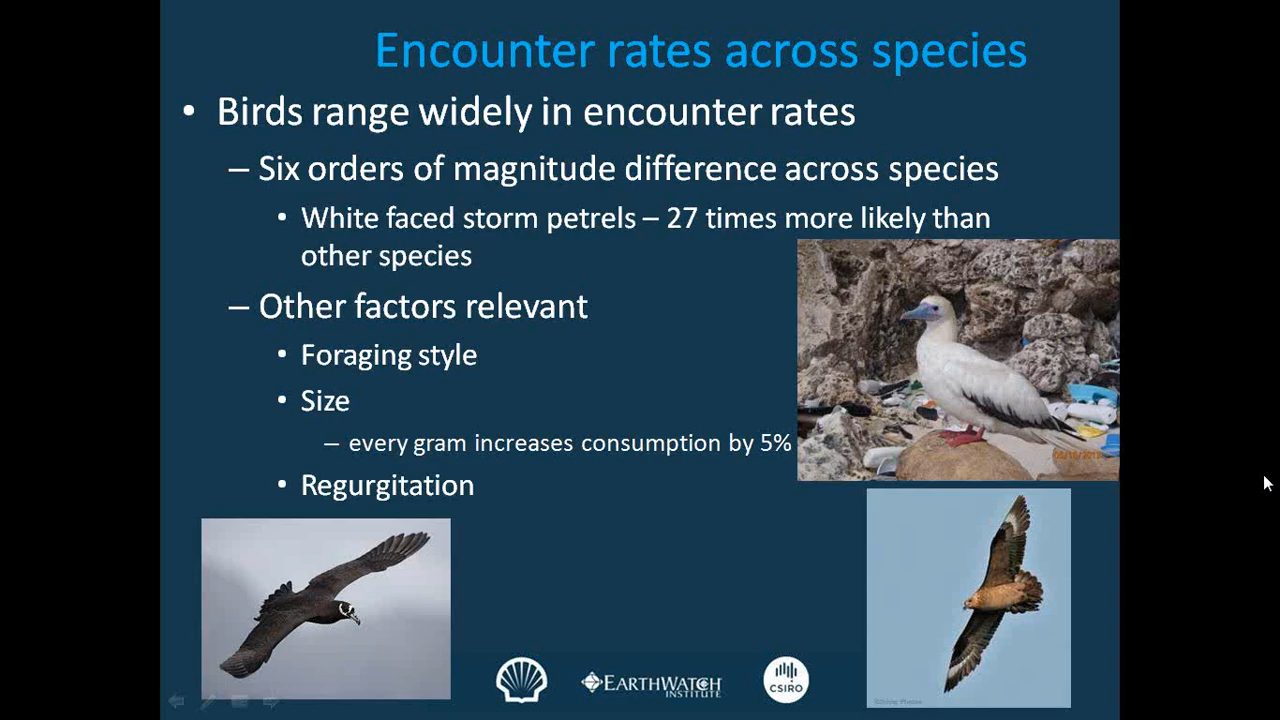 Encounter rates across species
• Birds range widely in encounter rates
– Six orders of magnitude difference across species
• White faced storm petrels – 27 times more likely than
other species
– Other factors relevant
• Foraging style
• Size
– every gram increases consumption by 5%
• Regurgitation
EARTHWATCH
INSTITUTE
CSIRO